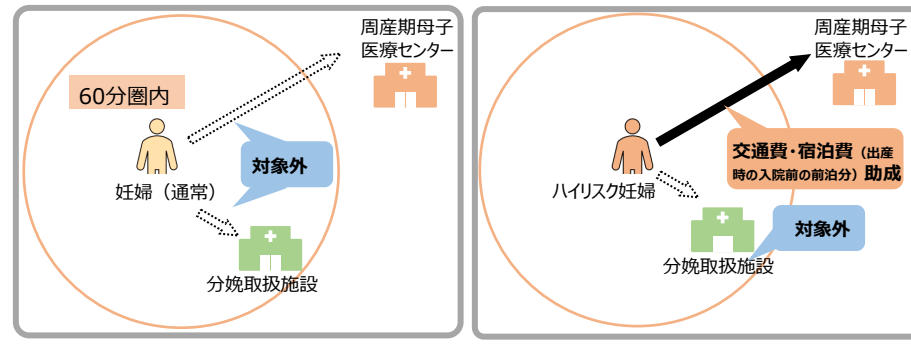 周産期母子
医療センター
60分圏内
対象外
妊婦（通常）
分娩取扱施設
周産期母子
医療センター
交通費・宿泊費（出産
時の入院前の前泊分）助成
ハイリスク妊婦
対象外
分娩取扱施設